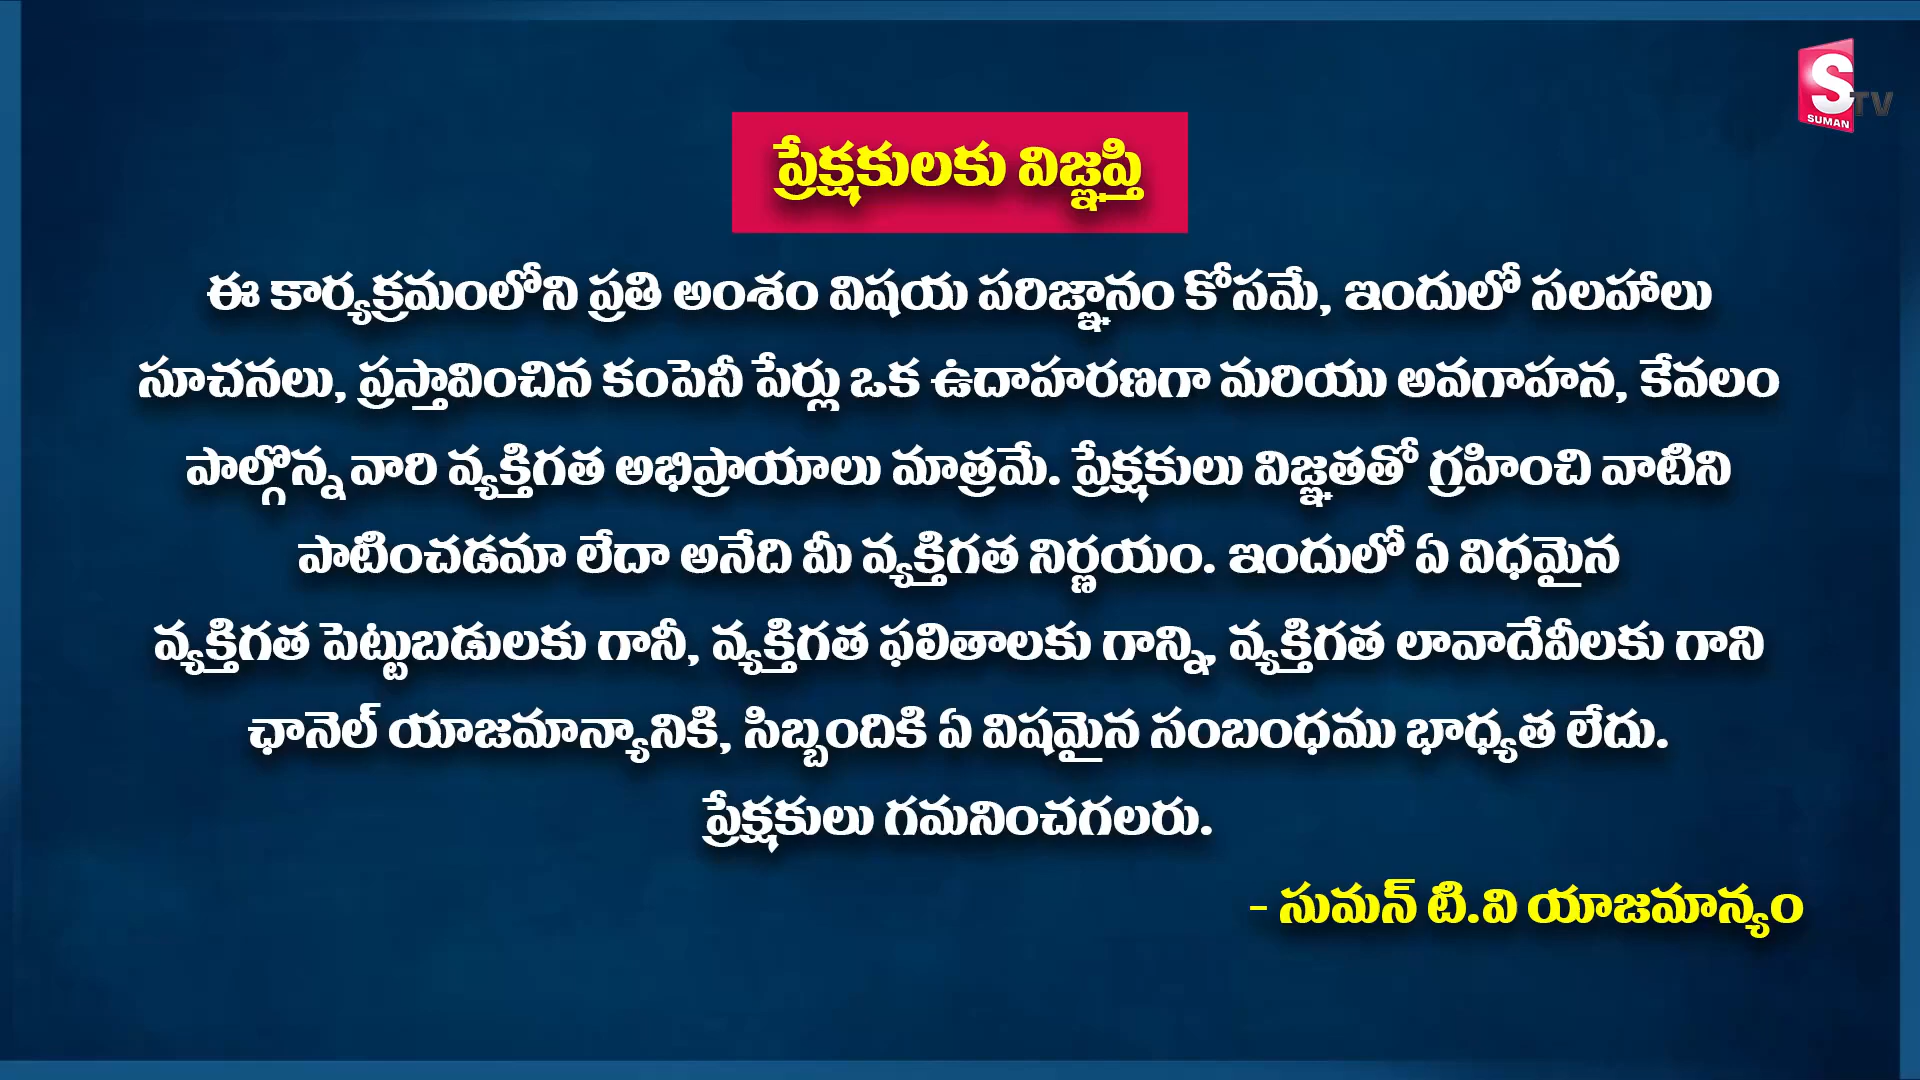 S TV
SUMAN
ప్రేక్షకులకు విజ్ఞప్తి
ఈ కార్యక్రమంలోని ప్రతి అంశం విషయ పరిజ్ఞానం కోసమే, ఇందులో సలహాలు
సూచనలు, ప్రస్తావించిన కంపెనీ పేర్లు ఒక ఉదాహరణగా మరియు అవగాహన, కేవలం
పాల్గొన్న వారి వ్యక్తిగత అభిప్రాయాలు మాత్రమే. ప్రేక్షకులు విజ్ఞతతో గ్రహించి వాటిని
పాటించడమా లేదా అనేది మీ వ్యక్తిగత నిర్ణయం. ఇందులో ఏ విధమైన
వ్యక్తిగత పెట్టుబడులకు గానీ, వ్యక్తిగత ఫలితాలకు గాన్ని, వ్యక్తిగత లావాదేవీలకు గాని
ఛానెల్ యాజమాన్యానికి, సిబ్బందికి ఏ విషమైన సంబంధము భాధ్యత లేదు.
ప్రేక్షకులు గమనించగలరు.
- సుమన్ టి.వి యాజమాన్యం